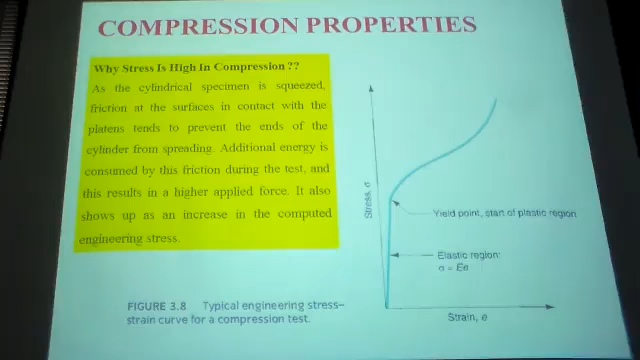 COMPRESSION PROPERTIES
Why Stress Is High In Compression ??
As the cylindrical specimen is squeezed,
friction at the surfaces in contact with the
platens tends to prevent the ends of the
cylinder from spreading. Additional energy is
consumed by this friction during the test, and
this results in a higher applied force. It also
shows up as an increase in the computed
engineering stress.
Stress, σ
Yield point, start of plastic region
Elastic region:
σ = Ee
Strain, e
FIGURE 3.8 Typical engineering stress–
strain curve for a compression test.